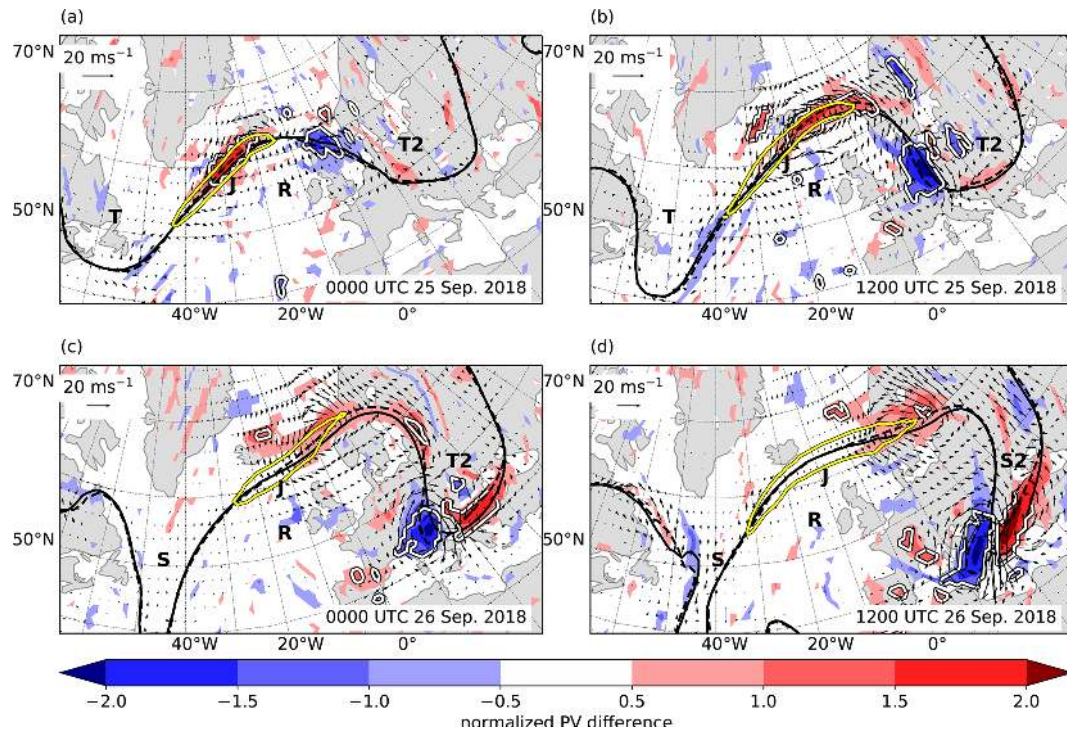 (a)
(b)
70°N
20 ms⁻¹
T2
J
R
T
50°N
0000 UTC 25 Sep. 2018
40°W
20°W
0°
70°N
20 ms⁻¹
T2
J
R
T
50°N
1200 UTC 25 Sep. 2018
40°W
20°W
0°
(c)
(d)
70°N
20 ms⁻¹
T2
J
R
S
50°N
0000 UTC 26 Sep. 2018
40°W
20°W
0°
70°N
20 ms⁻¹
S2
J
R
S
50°N
1200 UTC 26 Sep. 2018
40°W
20°W
0°
−2.0 −1.5 −1.0 −0.5 0.5 1.0 1.5 2.0
normalized PV difference